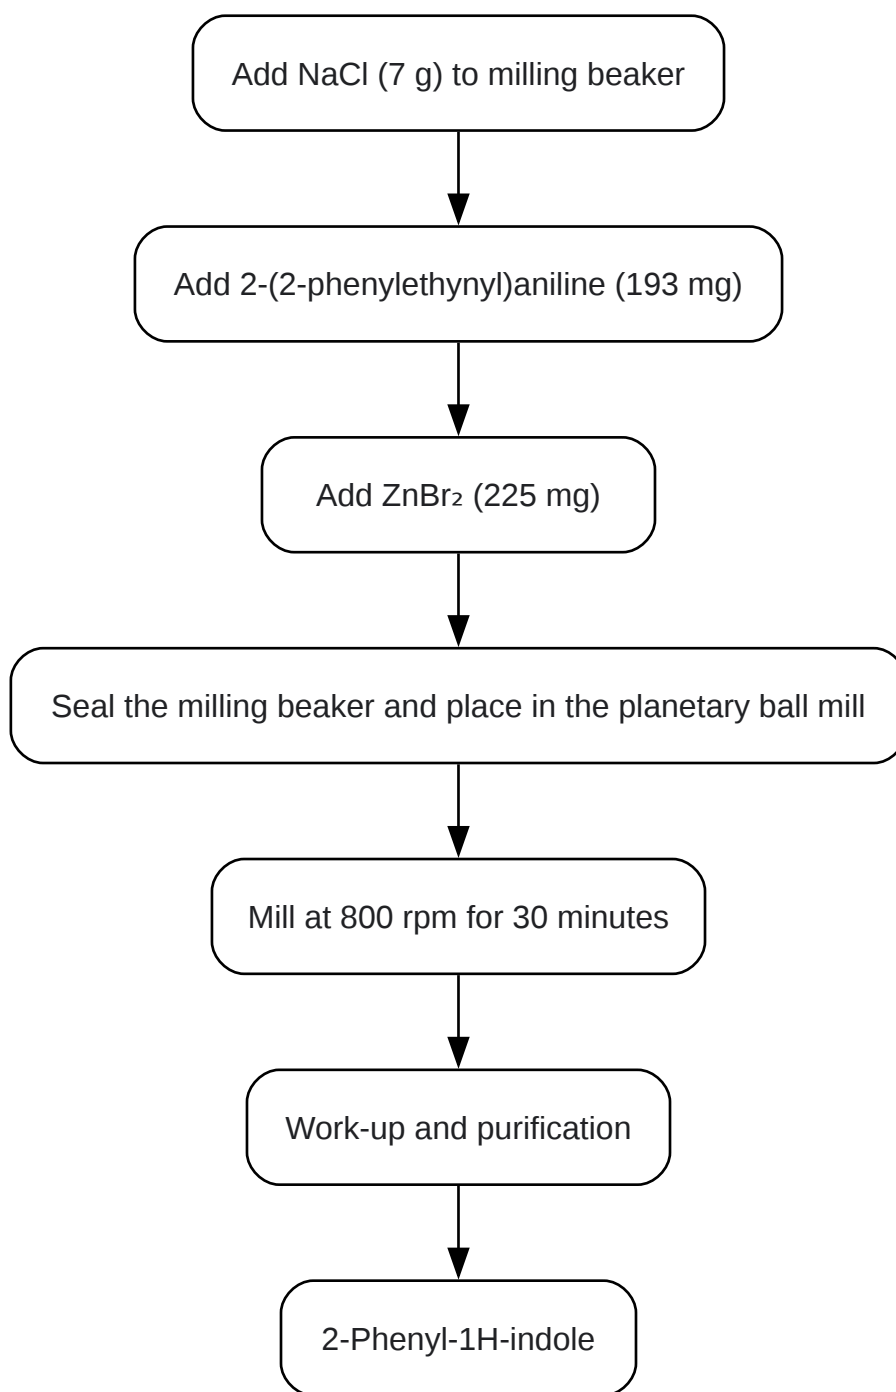 Add NaCl (7 g) to milling beaker
Add 2-(2-phenylethynyl)aniline (193 mg)
Add ZnBr₂ (225 mg)
Seal the milling beaker and place in the planetary ball mill
Mill at 800 rpm for 30 minutes
Work-up and purification
2-Phenyl-1H-indole